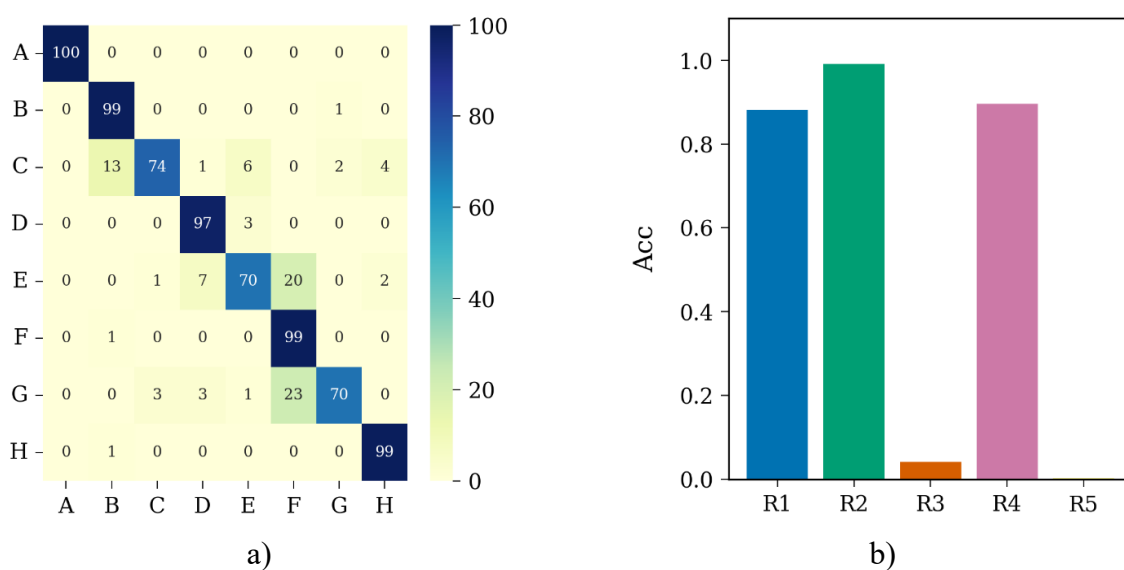 A 100 0 0 0 0 0 0 0
B 0 99 0 0 0 0 1 0
C 0 13 74 1 6 0 2 4
D 0 0 0 97 3 0 0 0
E 0 0 1 7 70 20 0 2
F 0 1 0 0 0 99 0 0
G 0 0 3 3 1 23 70 0
H 0 1 0 0 0 0 0 99
A B C D E F G H
100
80
60
40
20
0
a)
Acc
1.0
0.8
0.6
0.4
0.2
0.0
R1 R2 R3 R4 R5
b)